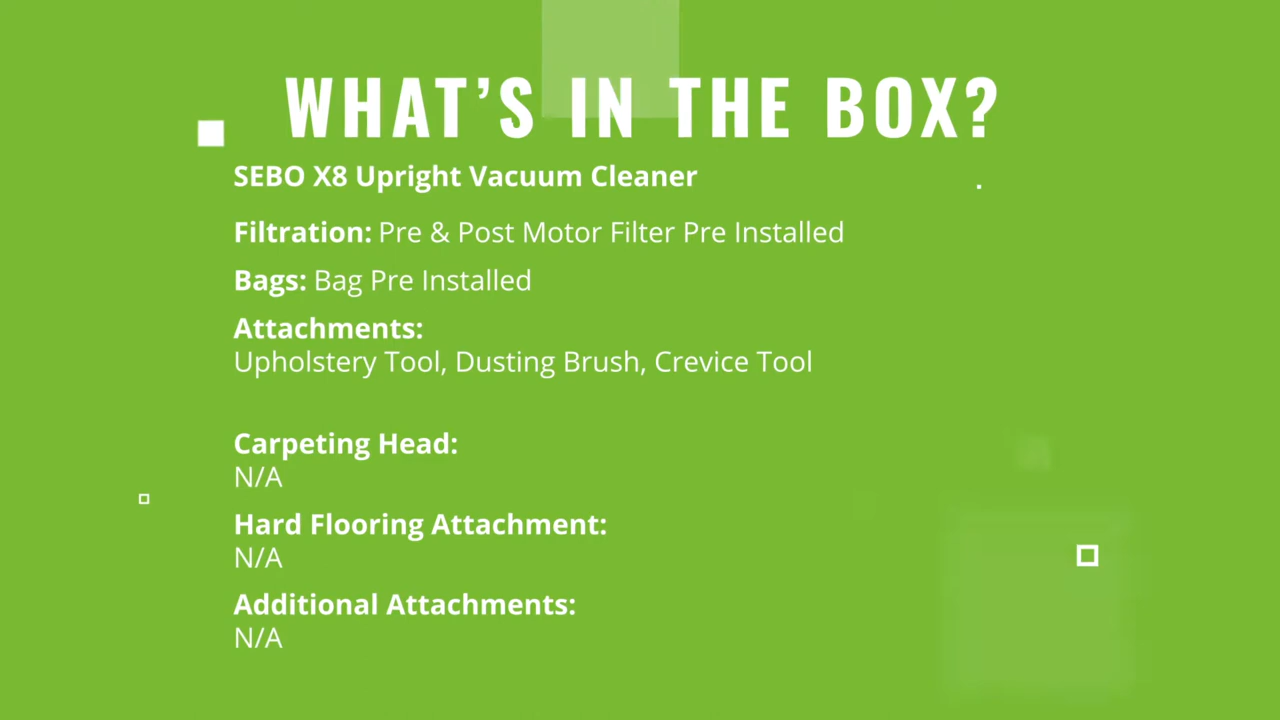 WHAT'S IN THE BOX?
SEBO X8 Upright Vacuum Cleaner
Filtration: Pre & Post Motor Filter Pre Installed
Bags: Bag Pre Installed
Attachments:
Upholstery Tool, Dusting Brush, Crevice Tool
Carpeting Head:
N/A
Hard Flooring Attachment:
N/A
Additional Attachments:
N/A